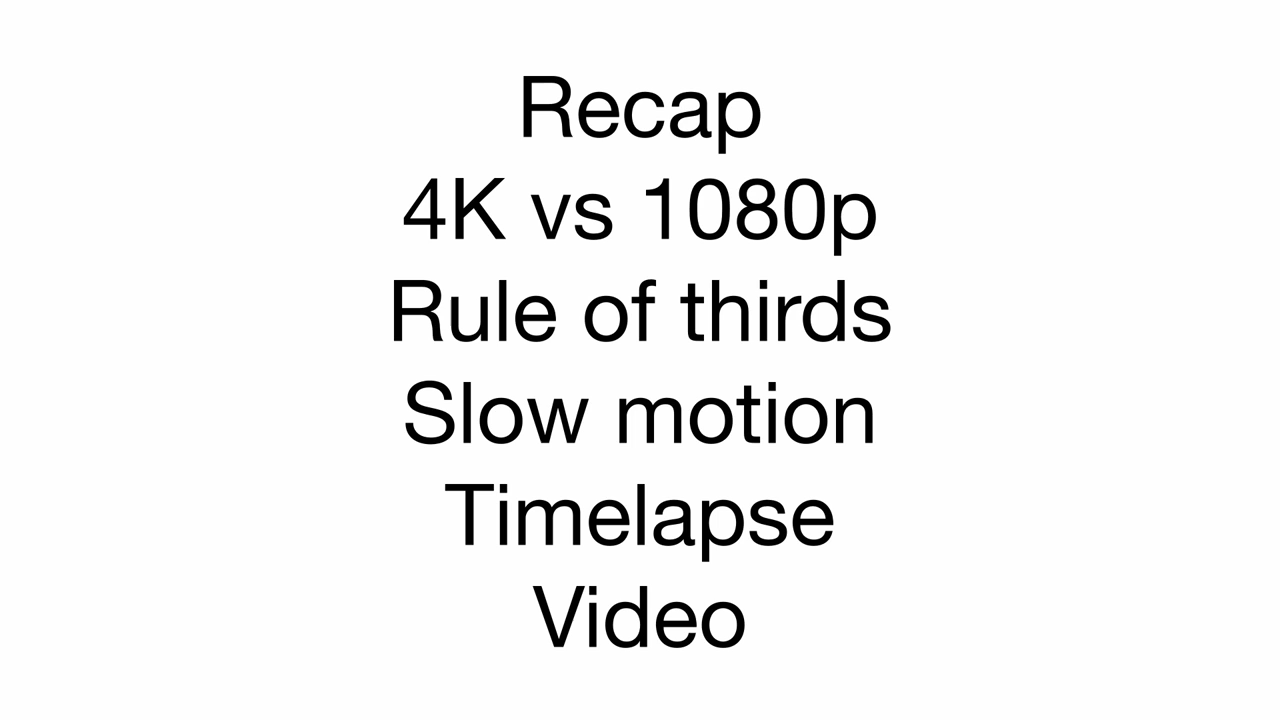 Recap
4K vs 1080p
Rule of thirds
Slow motion
Timelapse
Video